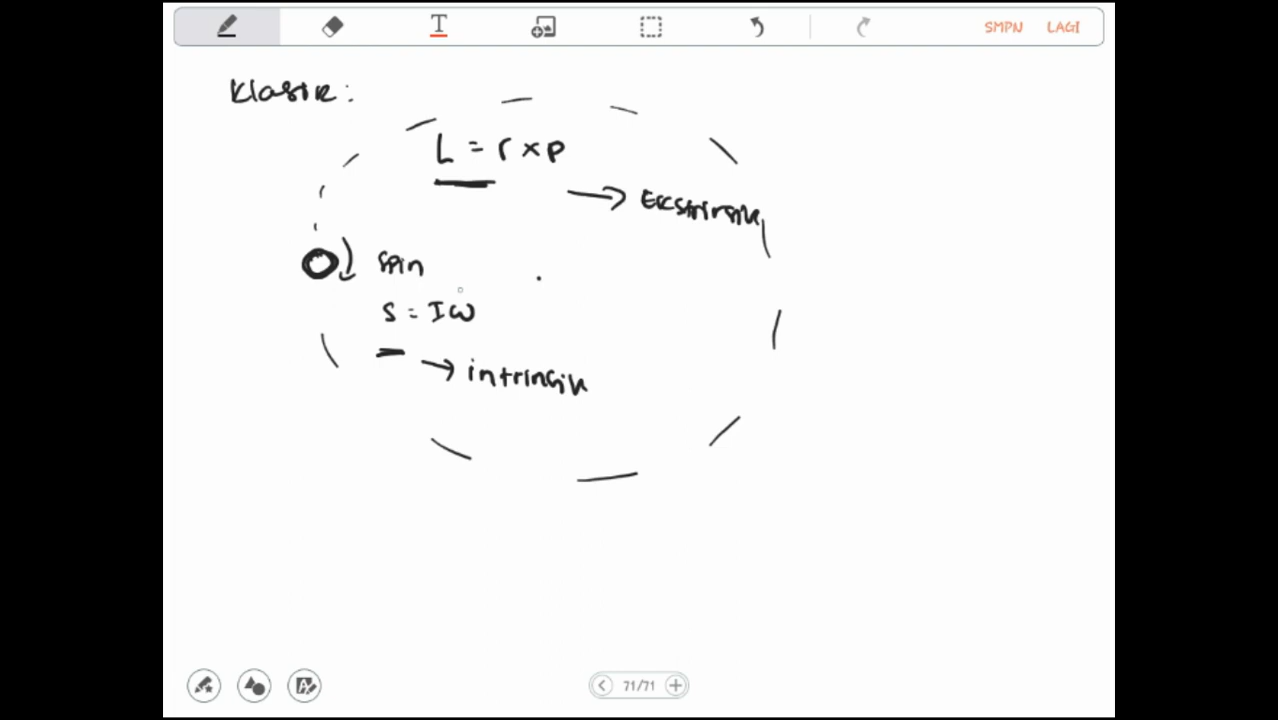 T
SMPN LAGI
Klasik :
L = r × p
→ Ekstrinsik
spin
S = Iω
→ intrinsik
71/71